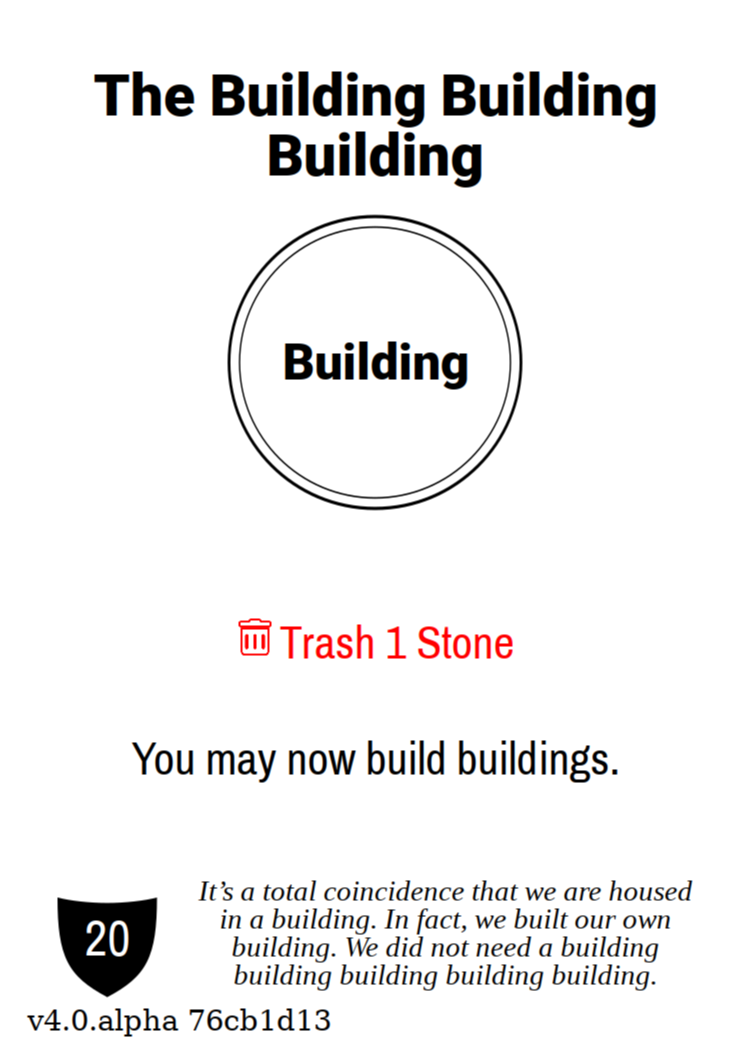 The Building Building
Building
Building
Trash 1 Stone
You may now build buildings.
20
It’s a total coincidence that we are housed
in a building. In fact, we built our own
building. We did not need a building
building building building building.
v4.0.alpha 76cb1d13